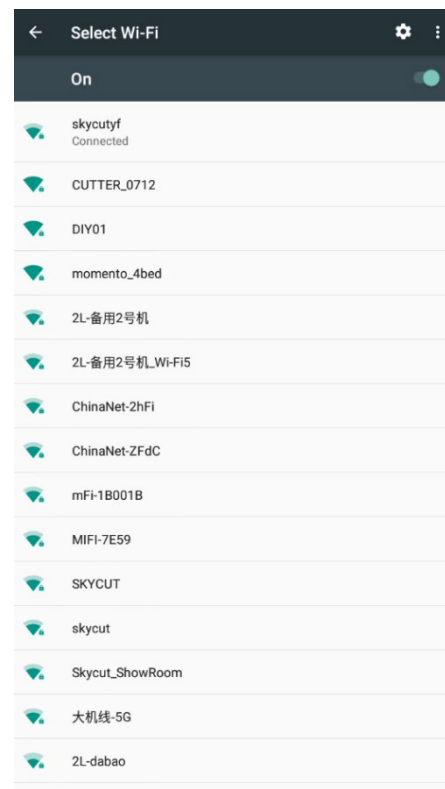 Select Wi-Fi
On
skycutyf
Connected
CUTTER_0712
DIY01
momento_4bed
2L-备用2号机
2L-备用2号机_Wi-Fi5
ChinaNet-2hFi
ChinaNet-ZFdC
mFi-1B001B
MIFI-7E59
SKYCUT
skycut
Skycut_ShowRoom
大机线-5G
2L-dabao